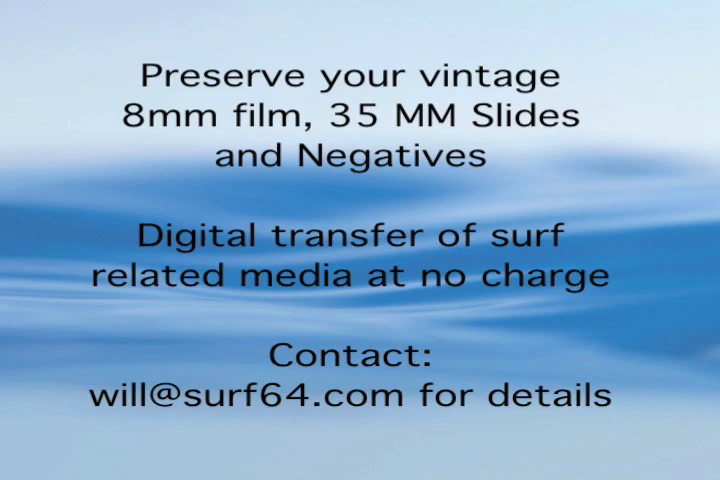 Preserve your vintage
8mm film, 35 MM Slides
and Negatives
Digital transfer of surf
related media at no charge
Contact:
will@surf64.com for details